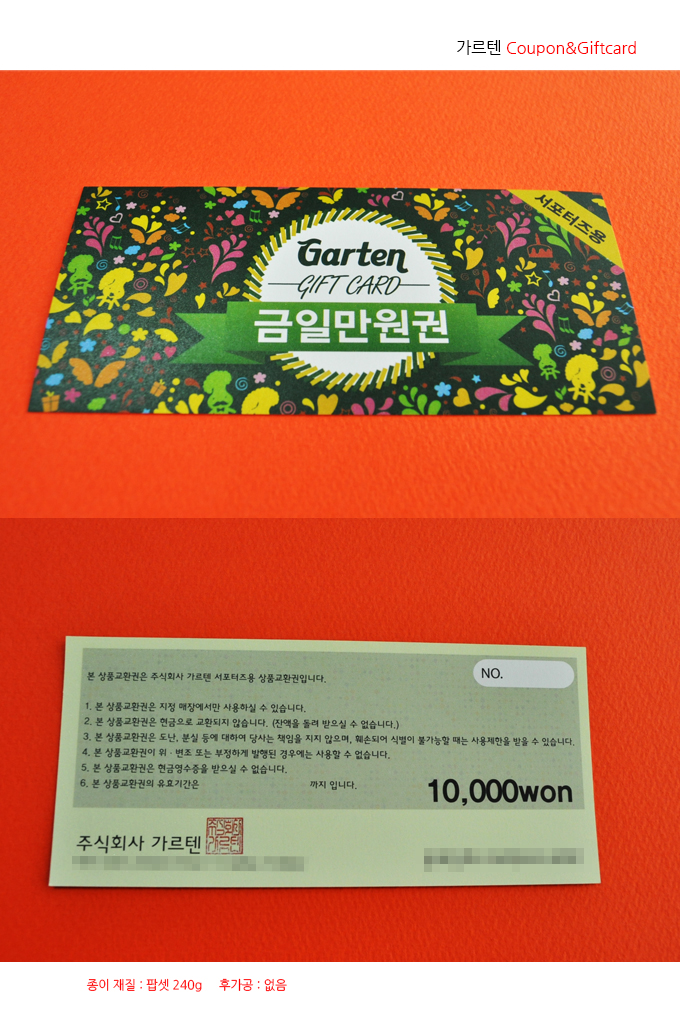 가르텐 Coupon&Giftcard
서포터즈용
Garten
GIFT CARD
금일만원권
본 상품교환권은 주식회사 가르텐 서포터즈용 상품교환권입니다.
NO.
1. 본 상품교환권은 지정 매장에서만 사용하실 수 있습니다.
2. 본 상품교환권은 현금으로 교환되지 않습니다. (잔액을 돌려 받으실 수 없습니다.)
3. 본 상품교환권은 도난, 분실 등에 대하여 당사는 책임을 지지 않으며, 훼손되어 식별이 불가능할 때는 사용제한을 받을 수 있습니다.
4. 본 상품교환권이 위·변조 또는 부정하게 발행된 경우에는 사용할 수 없습니다.
5. 본 상품교환권은 현금영수증을 받으실 수 없습니다.
6. 본 상품교환권의 유효기간은 까지 입니다.
10,000won
주식회사 가르텐
주식회사
가르텐
종이 재질 : 팝셋 240g 후가공 : 없음